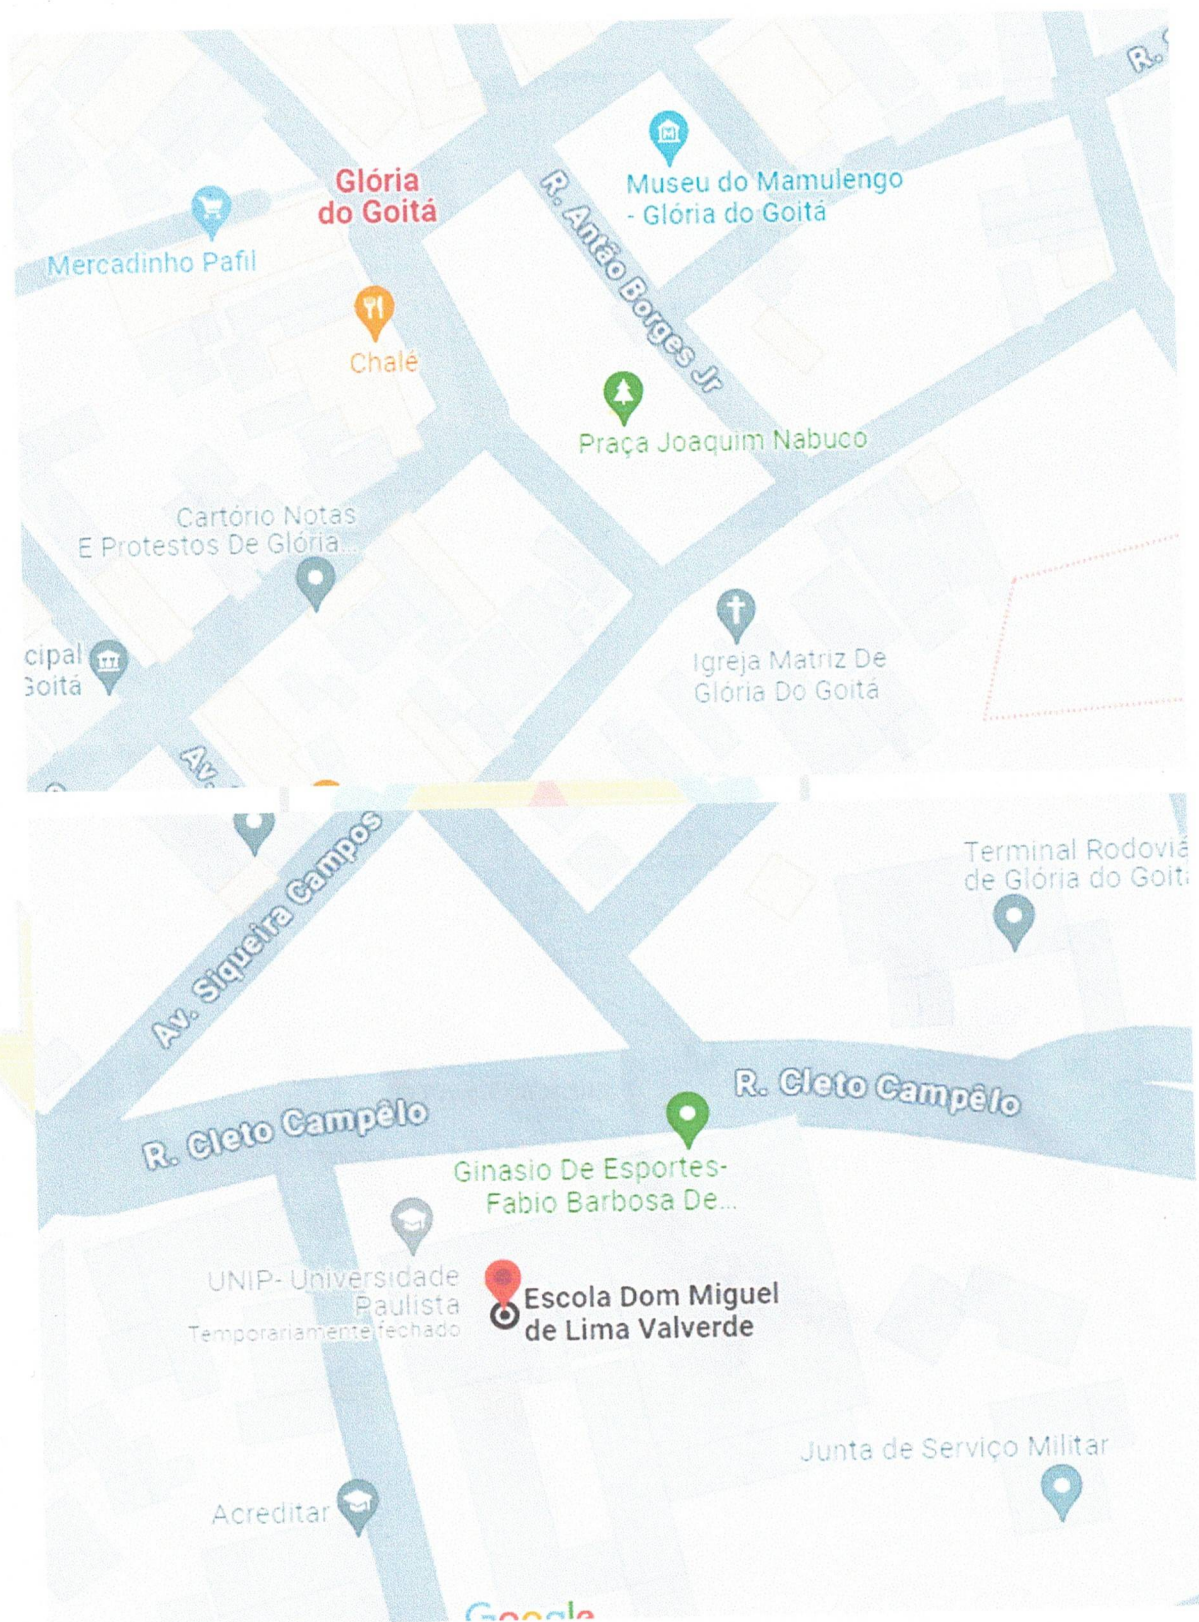 R.
Museu do Mamulengo
- Glória do Goitá
Glória
do Goitá
R. Antão Borges Jr
Mercadinho Pafil
Chalé
Praça Joaquim Nabuco
Cartório Notas
E Protestos De Glória...
cipal
Goitá
Igreja Matriz De
Glória Do Goitá
Av.
Av. Siqueira Campos
Terminal Rodoviá
de Glória do Goitá
R. Cleto Campêlo
R. Cleto Campêlo
Ginasio De Esportes-
Fabio Barbosa De...
UNIP- Universidade
Paulista
Temporariamente fechado
Escola Dom Miguel
de Lima Valverde
Junta de Serviço Militar
Acreditar
Google